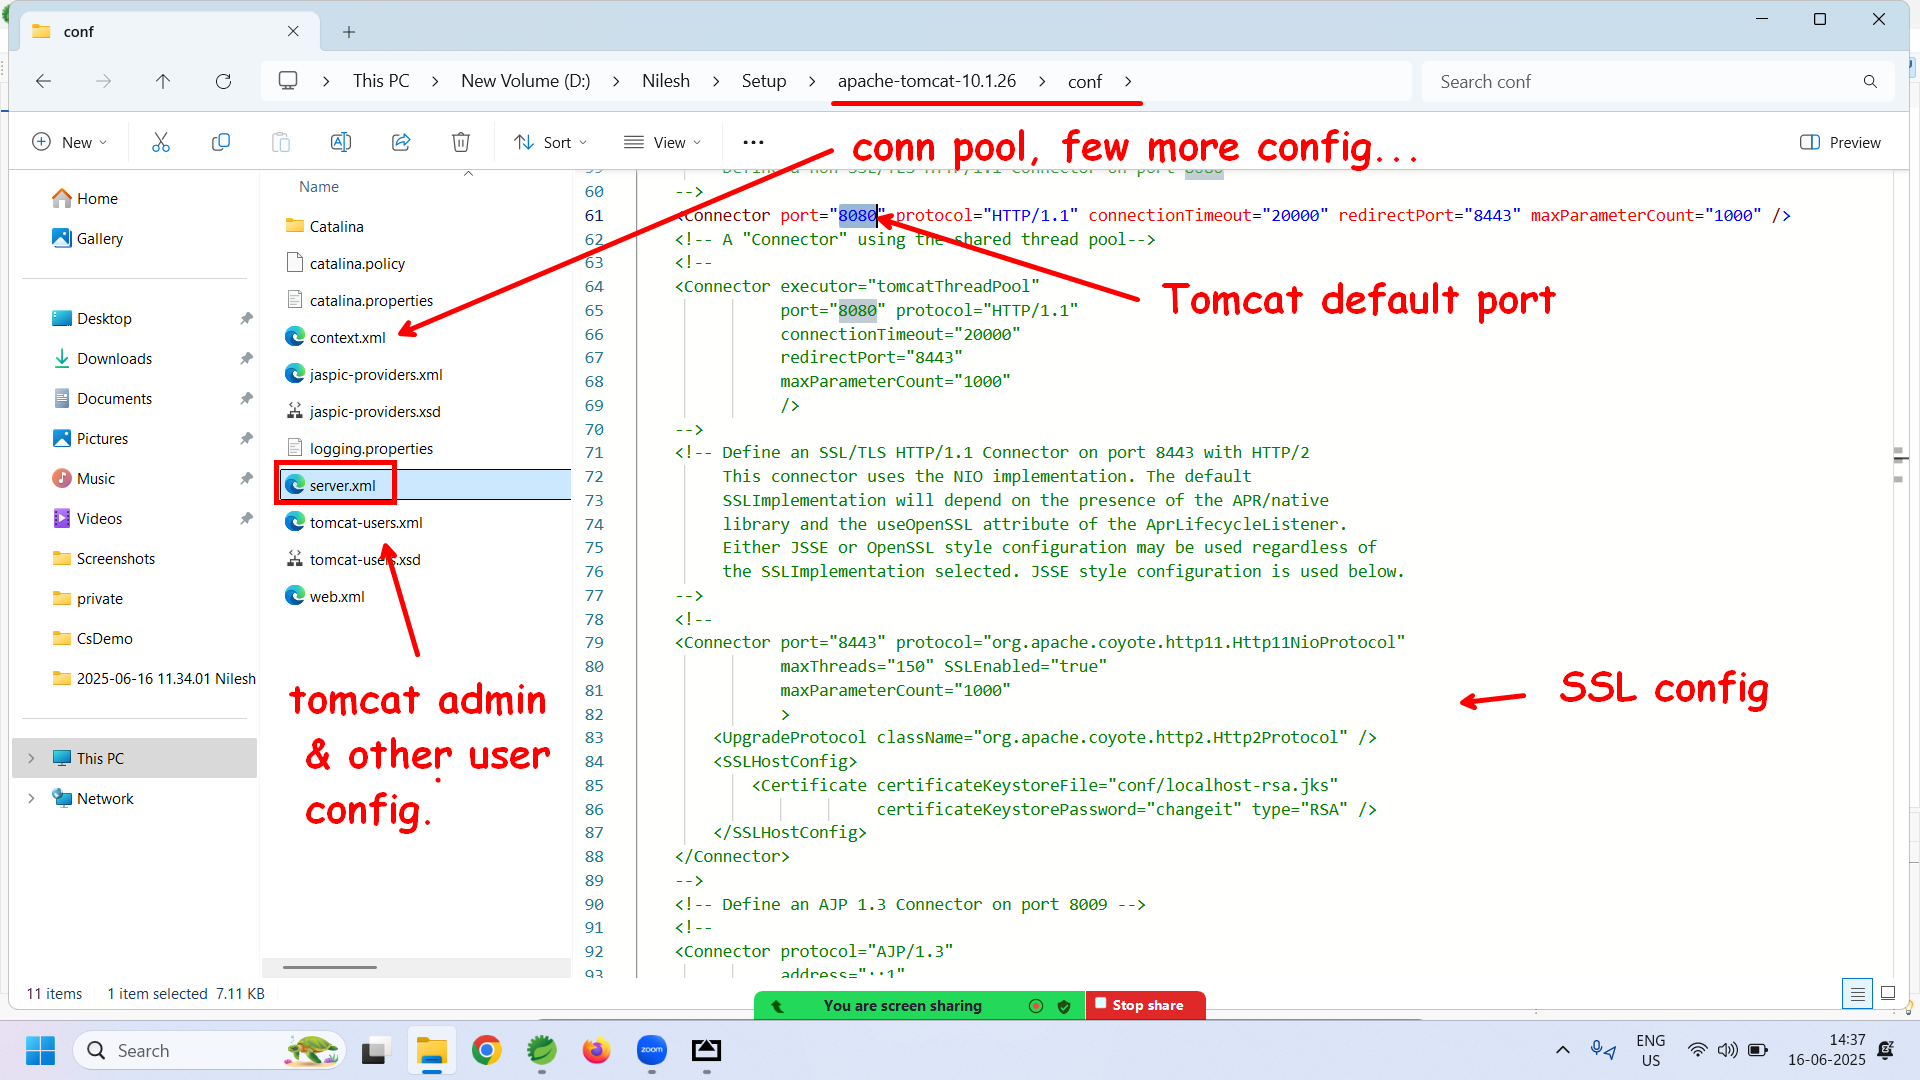 conf
This PC
New Volume (D:)
Nilesh
Setup
apache-tomcat-10.1.26
conf
Search conf
New
Sort
View
Preview
conn pool, few more config...
Home
Gallery
Desktop
Downloads
Documents
Pictures
Music
Videos
Screenshots
private
CsDemo
2025-06-16 11.34.01 Nilesh
This PC
Network
Name
Catalina
catalina.policy
catalina.properties
context.xml
jaspic-providers.xml
jaspic-providers.xsd
logging.properties
server.xml
tomcat-users.xml
tomcat-users.xsd
web.xml
tomcat admin
& other user
config.
60 -->
61 <Connector port="8080" protocol="HTTP/1.1" connectionTimeout="20000" redirectPort="8443" maxParameterCount="1000" />
62 <!-- A "Connector" using the shared thread pool-->
63 <!--
64 <Connector executor="tomcatThreadPool"
65 port="8080" protocol="HTTP/1.1"
66 connectionTimeout="20000"
67 redirectPort="8443"
68 maxParameterCount="1000"
69 />
70 -->
71 <!-- Define an SSL/TLS HTTP/1.1 Connector on port 8443 with HTTP/2
72 This connector uses the NIO implementation. The default
73 SSLImplementation will depend on the presence of the APR/native
74 library and the useOpenSSL attribute of the AprLifecycleListener.
75 Either JSSE or OpenSSL style configuration may be used regardless of
76 the SSLImplementation selected. JSSE style configuration is used below.
77 -->
78 <!--
79 <Connector port="8443" protocol="org.apache.coyote.http11.Http11NioProtocol"
80 maxThreads="150" SSLEnabled="true"
81 maxParameterCount="1000"
82 >
83 <UpgradeProtocol className="org.apache.coyote.http2.Http2Protocol" />
84 <SSLHostConfig>
85 <Certificate certificateKeystoreFile="conf/localhost-rsa.jks"
86 certificateKeystorePassword="changeit" type="RSA" />
87 </SSLHostConfig>
88 </Connector>
89 -->
90 <!-- Define an AJP 1.3 Connector on port 8009 -->
91 <!--
92 <Connector protocol="AJP/1.3"
93 address="::1"
Tomcat default port
SSL config
11 items
1 item selected 7.11 KB
You are screen sharing
Stop share
Search
zoom
ENG
US
14:37
16-06-2025